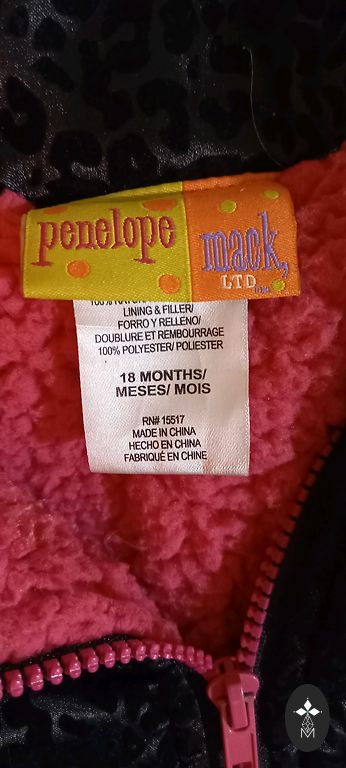 penelope
mack,
LTD
LINING & FILLER/
FORRO Y RELLENO/
DOUBLURE ET REMBOURRAGE
100% POLYESTER/ POLIESTER
18 MONTHS/
MESES/ MOIS
RN# 15517
MADE IN CHINA
HECHO EN CHINA
FABRIQUÉ EN CHINE
M